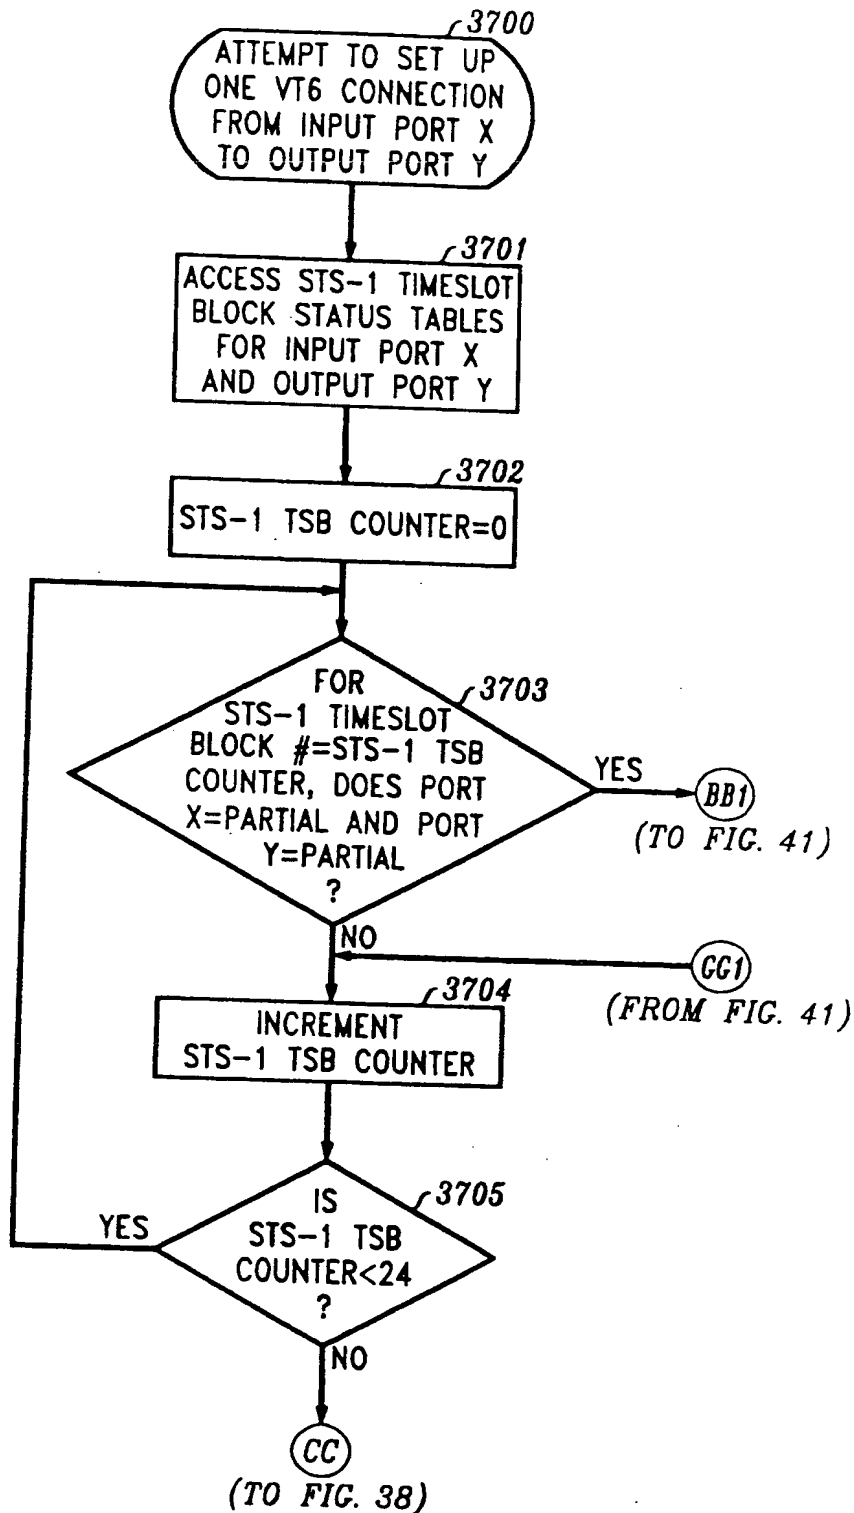 3700
ATTEMPT TO SET UP
ONE VT6 CONNECTION
FROM INPUT PORT X
TO OUTPUT PORT Y
3701
ACCESS STS-1 TIMESLOT
BLOCK STATUS TABLES
FOR INPUT PORT X
AND OUTPUT PORT Y
3702
STS-1 TSB COUNTER=0
3703
FOR
STS-1 TIMESLOT
BLOCK #=STS-1 TSB
COUNTER, DOES PORT
X=PARTIAL AND PORT
Y=PARTIAL
?
YES
BB1
(TO FIG. 41)
NO
GG1
(FROM FIG. 41)
3704
INCREMENT
STS-1 TSB COUNTER
3705
IS
STS-1 TSB
COUNTER<24
?
YES
NO
CC
(TO FIG. 38)